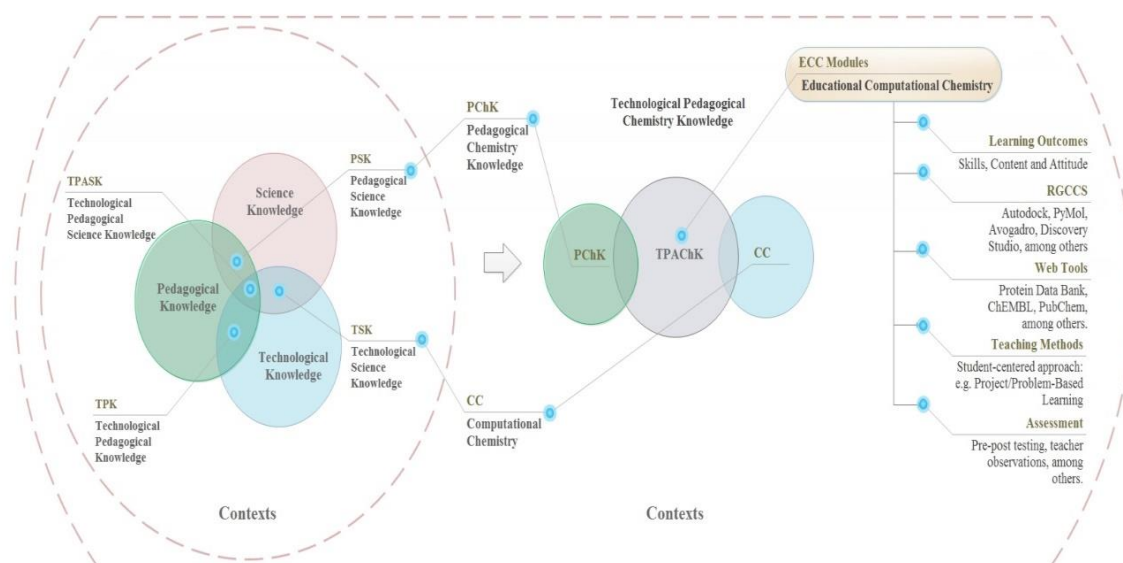 TPASK
Technological
Pedagogical
Science Knowledge
Science
Knowledge
Pedagogical
Knowledge
Technological
Knowledge
TPK
Technological
Pedagogical
Knowledge
PSK
Pedagogical
Science
Knowledge
TSK
Technological
Science
Knowledge
Contexts
PChK
Pedagogical
Chemistry
Knowledge
CC
Computational
Chemistry
Technological Pedagogical
Chemistry Knowledge
PChK
TPAChK
CC
Contexts
ECC Modules
Educational Computational Chemistry
Learning Outcomes
Skills, Content and Attitude
RGCCS
Autodock, PyMol,
Avogadro, Discovery
Studio, among others
Web Tools
Protein Data Bank,
ChEMBL, PubChem,
among others.
Teaching Methods
Student-centered approach:
e.g. Project/Problem-Based
Learning
Assessment
Pre-post testing, teacher
observations, among
others.